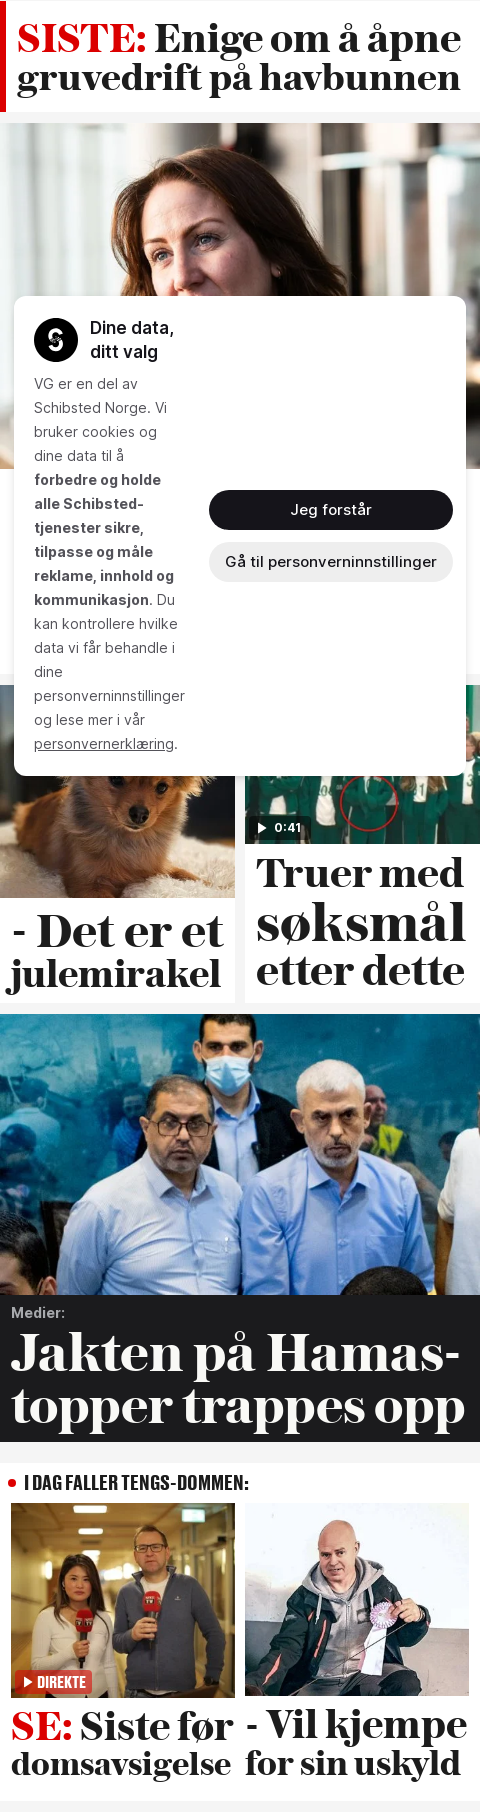 SISTE: Enige om å åpne
gruvedrift på havbunnen
Dine data,
ditt valg
VG er en del av
Schibsted Norge. Vi
bruker cookies og
dine data til å
forbedre og holde
alle Schibsted-
tjenester sikre,
tilpasse og måle
reklame, innhold og
kommunikasjon. Du
kan kontrollere hvilke
data vi får behandle i
dine
personverninnstillinger
og lese mer i vår
personvernerklæring.
Jeg forstår
Gå til personverninnstillinger
- Det er et
julemirakel
0:41
Truer med
søksmål
etter dette
Medier:
Jakten på Hamas-
topper trappes opp
I DAG FALLER TENGS-DOMMEN:
DIREKTE
SE: Siste før
domsavsigelse
- Vil kjempe
for sin uskyld